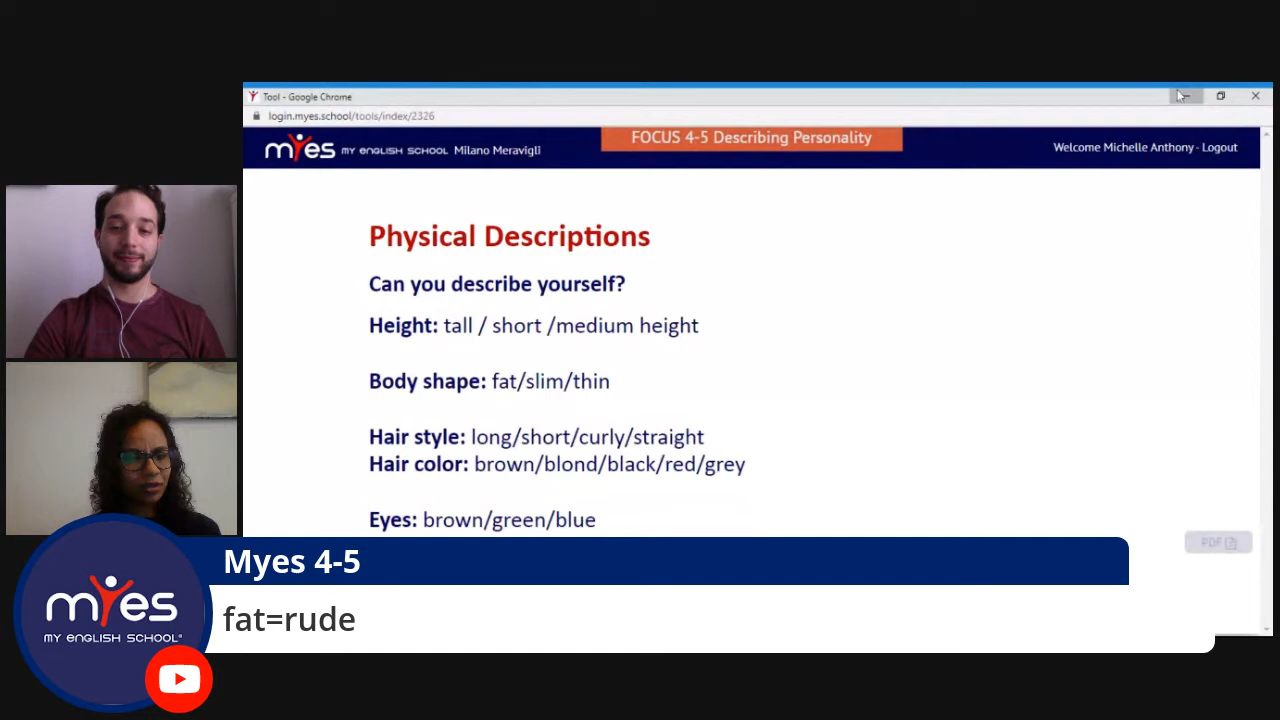 Tool - Google Chrome
login.myes.school/tools/index/2326
myes MY ENGLISH SCHOOL Milano Meravigli
FOCUS 4-5 Describing Personality
Welcome Michelle Anthony - Logout
Physical Descriptions
Can you describe yourself?
Height: tall / short /medium height
Body shape: fat/slim/thin
Hair style: long/short/curly/straight
Hair color: brown/blond/black/red/grey
Eyes: brown/green/blue
PDF
Myes 4-5
fat=rude
myes
MY ENGLISH SCHOOL